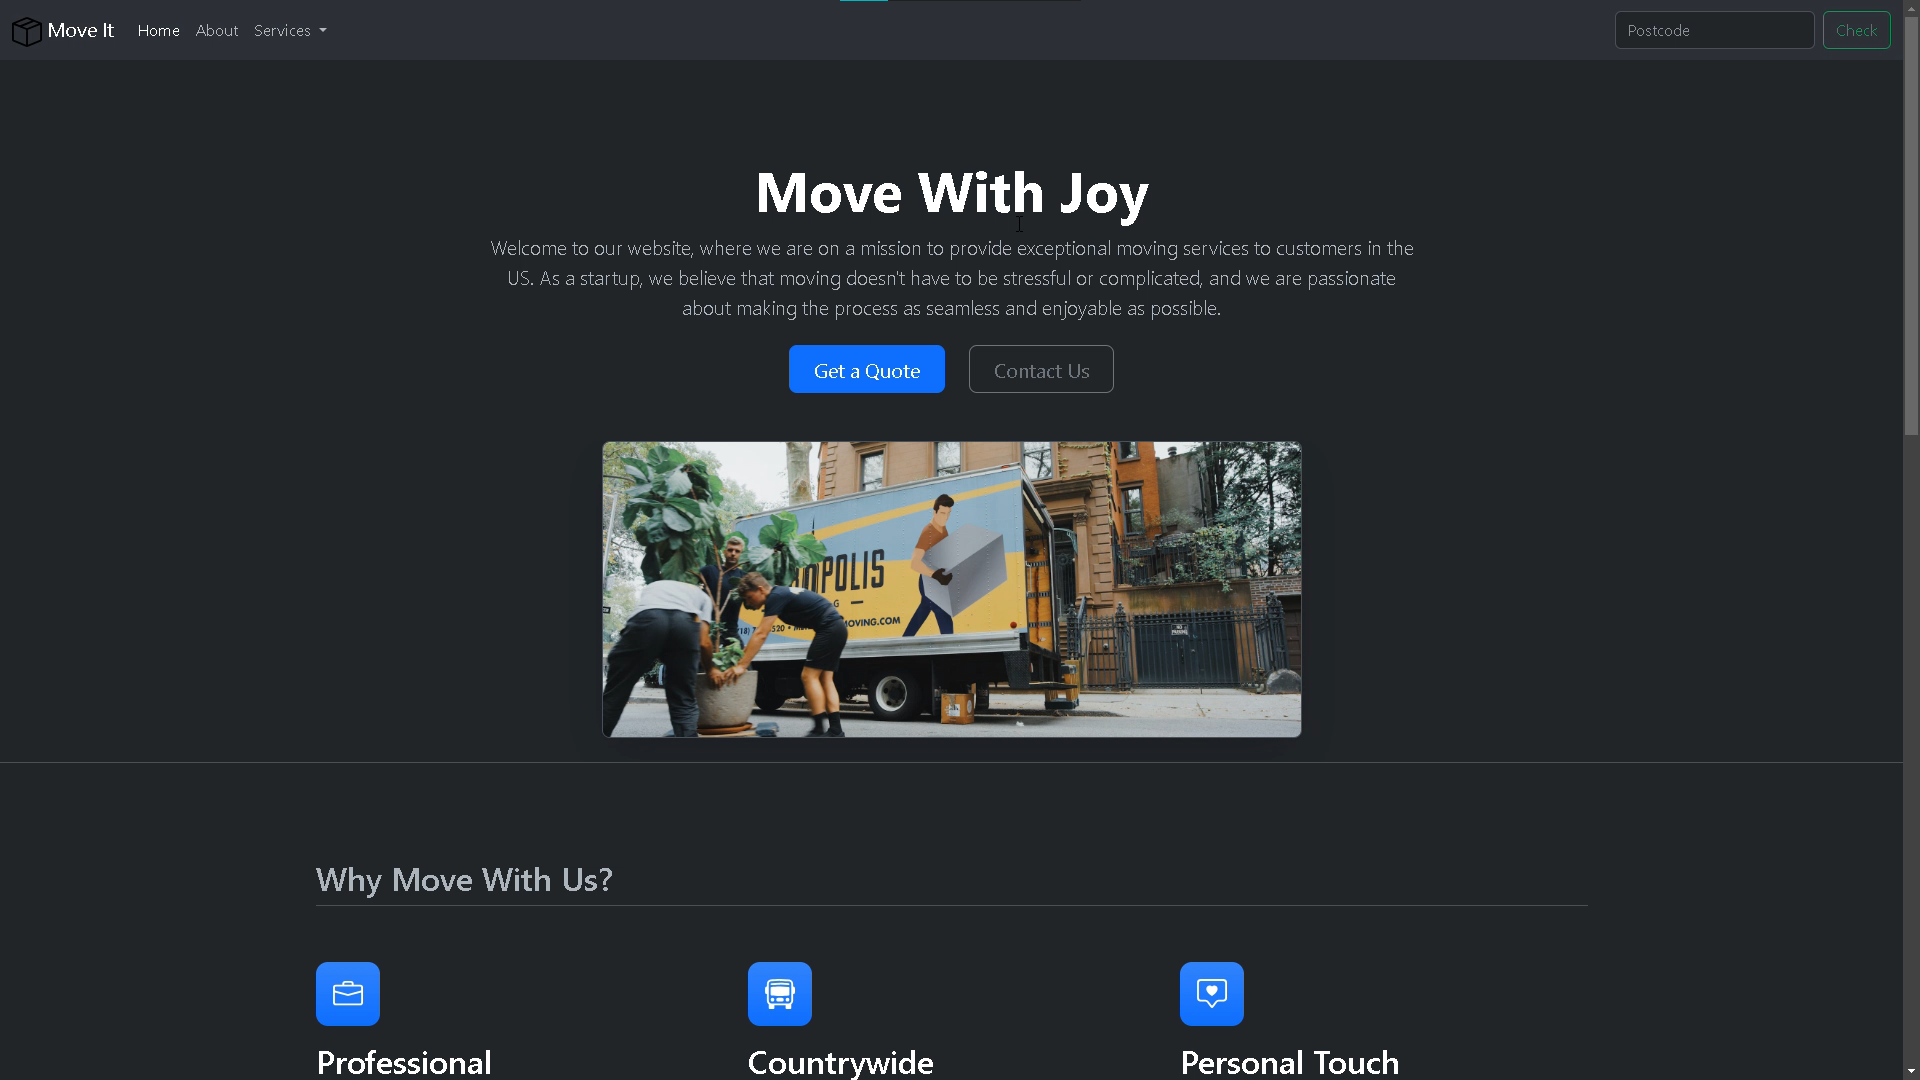 Move It Home About Services Postcode Check
Move With Joy
Welcome to our website, where we are on a mission to provide exceptional moving services to customers in the
US. As a startup, we believe that moving doesn't have to be stressful or complicated, and we are passionate
about making the process as seamless and enjoyable as possible.
Get a Quote Contact Us
MOVING.COM
NO
PARKING
Why Move With Us?
Professional Countrywide Personal Touch